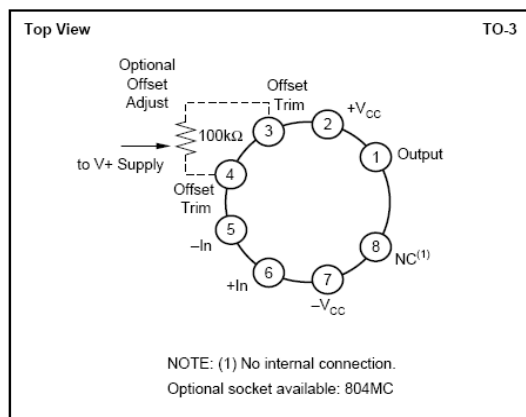 Top View
TO-3
Optional
Offset
Adjust
Offset
Trim
+VCC
3
2
100kΩ
1
Output
to V+ Supply
4
Offset
Trim
5
–In
8
NC(1)
6
+In
7
–VCC
NOTE: (1) No internal connection.
Optional socket available: 804MC